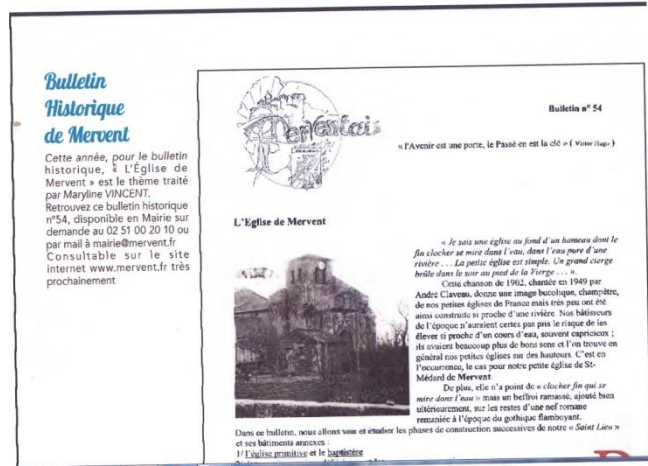 Bulletin
Historique
de Mervent
Cette année, pour le bulletin
historique, « L'Église de
Mervent » est le thème traité
par Maryline VINCENT.
Retrouvez ce bulletin historique
n°54, disponible en Mairie sur
demande au 02 51 00 20 10 ou
par mail à mairie@mervent.fr
Consultable sur le site
internet www.mervent.fr très
prochainement
Bulletin n° 54
« l'Avenir est une porte, le Passé en est la clé » ( Victor Hugo )
L'Eglise de Mervent
« Je sais une église au fond d'un hameau dont le
fin clocher se mire dans l'eau, dans l'eau pure d'une
rivière . . . La petite église est simple. Un grand cierge
brûle dans le soir au pied de la Vierge . . . ».
Cette chanson de 1902, chantée en 1949 par
André Claveau, donne une image bucolique, champêtre,
de nos petites églises de France mais très peu ont été
ainsi construite si proche d'une rivière. Nos bâtisseurs
de l'époque n'auraient certes pas pris le risque de les
élever si proche d'un cours d'eau, souvent capricieux ;
ils avaient beaucoup plus de bons sens et l'on trouve en
général nos petites églises sur des hauteurs. C'est en
l'occurrence, le cas pour notre petite église de St-
Médard de Mervent.
De plus, elle n'a point de « clocher fin qui se
mire dans l'eau » mais un beffroi ramassé, ajouté bien
ultérieurement, sur les restes d'une nef romane
remaniée à l'époque du gothique flamboyant.
Dans ce bulletin, nous allons voir et étudier les phases de construction successives de notre « Saint Lieu »
et ses bâtiments annexes :
1/ l'église primitive et le baptistère